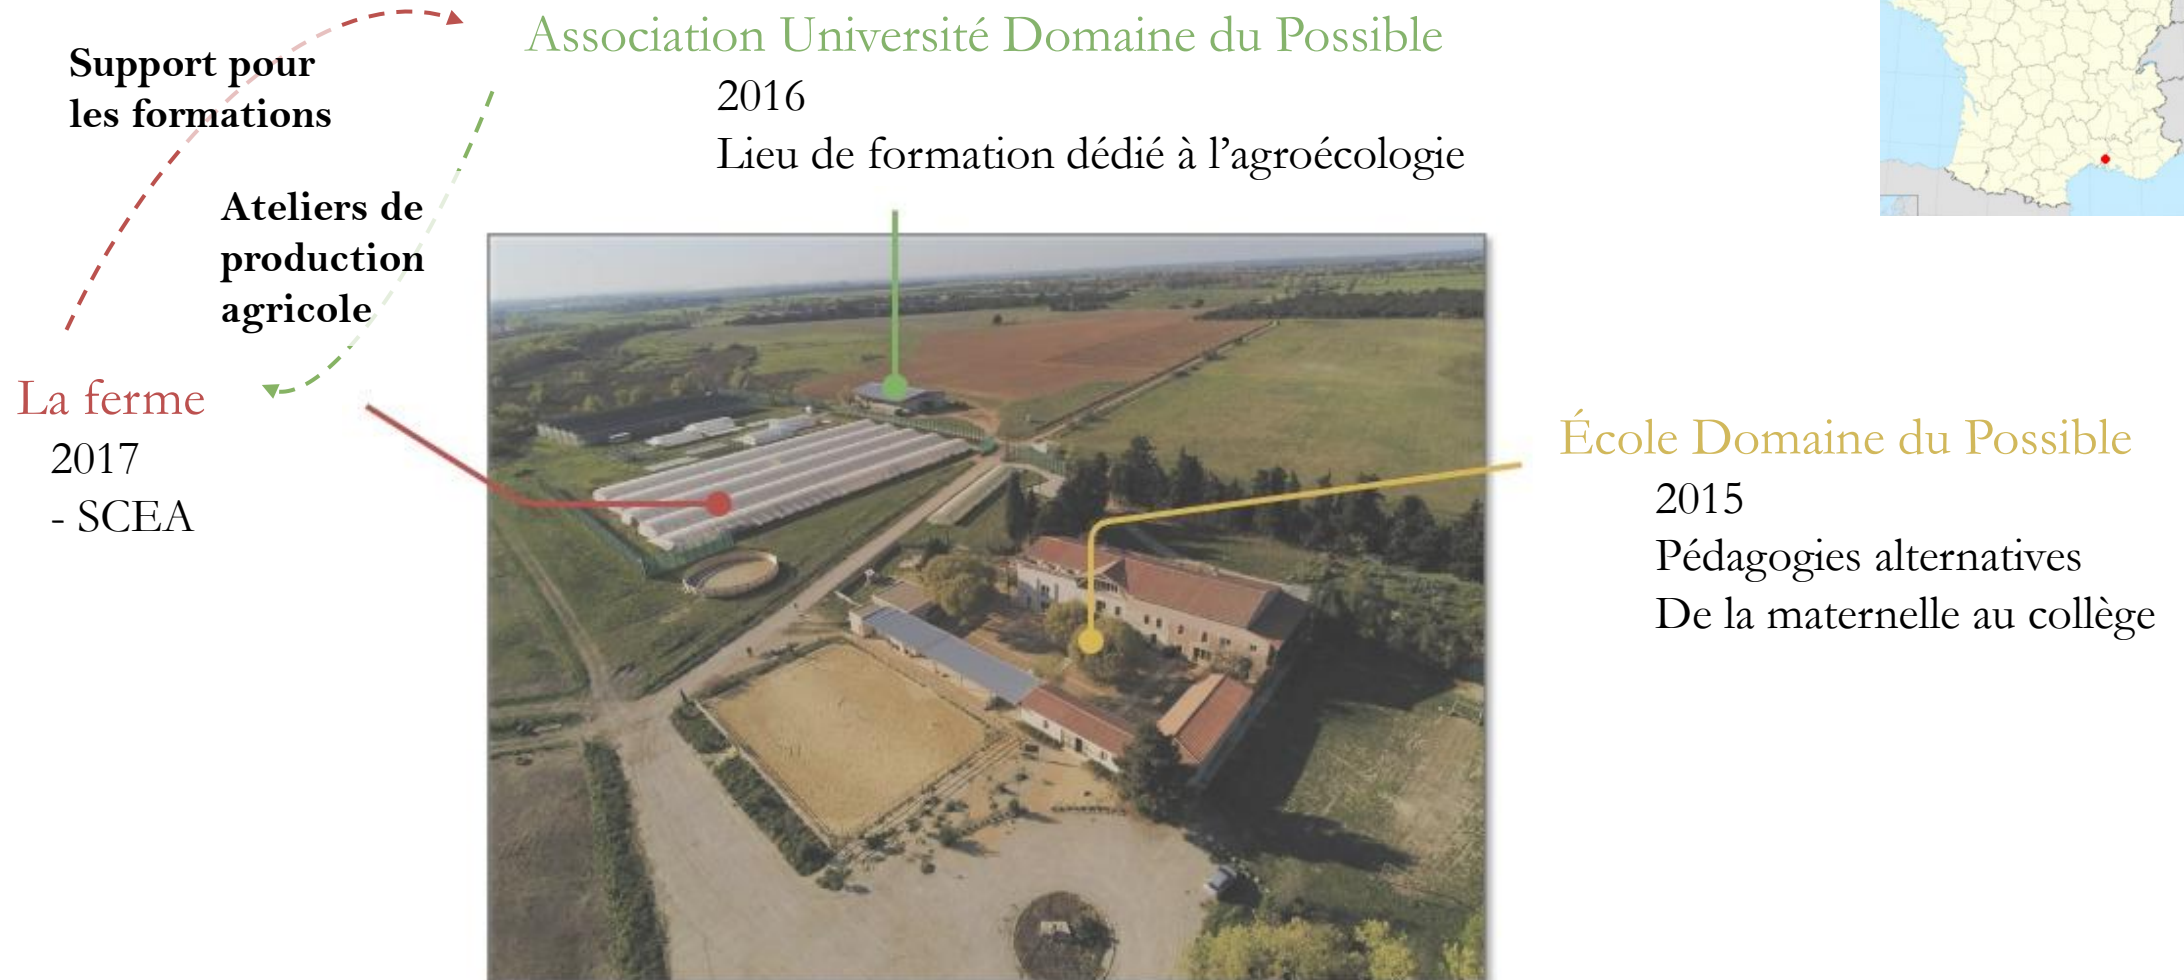 Association Université Domaine du Possible
2016
Lieu de formation dédié à l’agroécologie
Support pour
les formations
Ateliers de
production
agricole
La ferme
2017
- SCEA
École Domaine du Possible
2015
Pédagogies alternatives
De la maternelle au collège